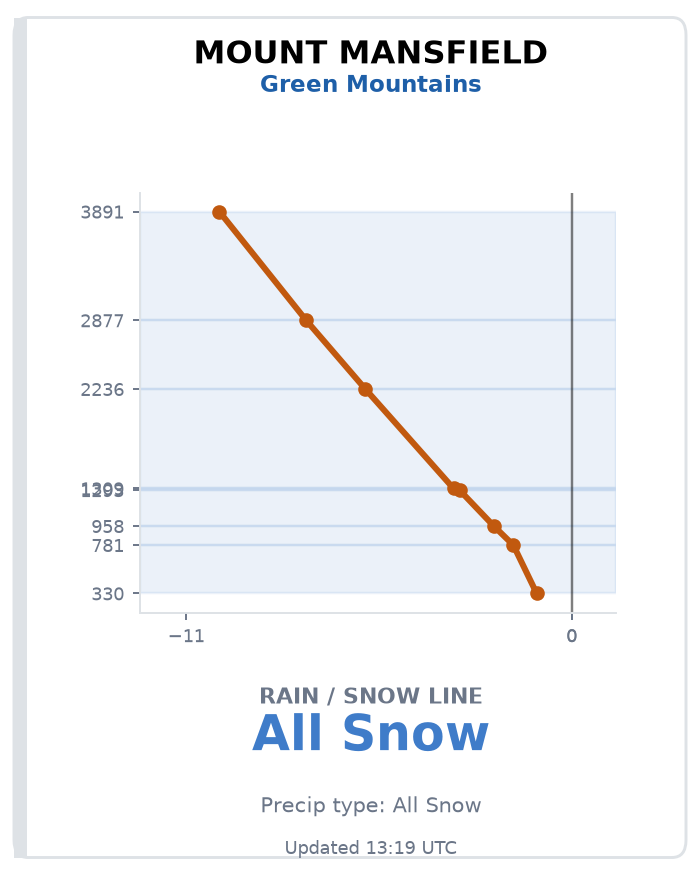 MOUNT MANSFIELD
Green Mountains
3891
2877
2236
958
781
330
−11 0
RAIN / SNOW LINE
All Snow
Precip type: All Snow
Updated 13:19 UTC